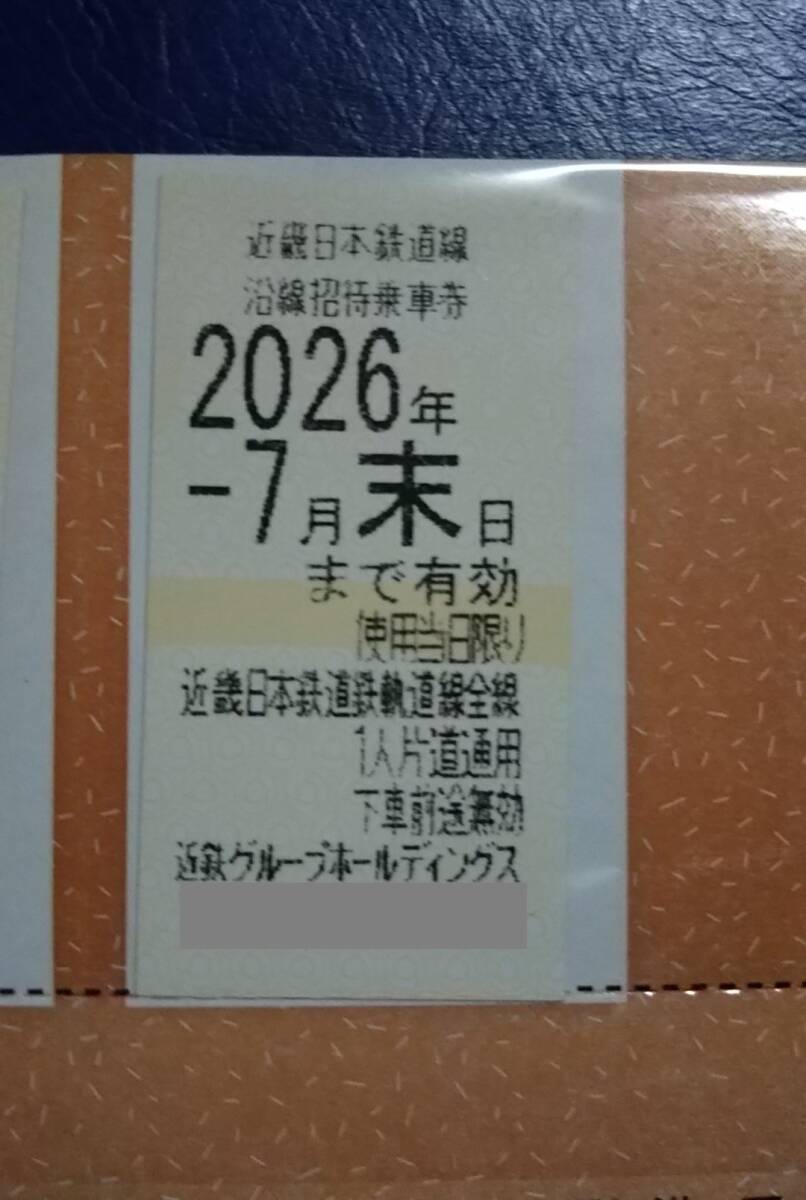 近畿日本鉄道線
沿線招待乗車券
2026年
-7月末日
まで有効
使用当日限り
近畿日本鉄道鉄軌道線全線
1人片道通用
下車前途無効
近鉄グループホールディングス